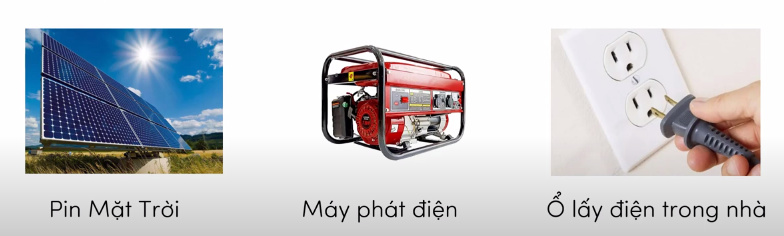 Pin Mặt Trời
Máy phát điện
Ổ lấy điện trong nhà